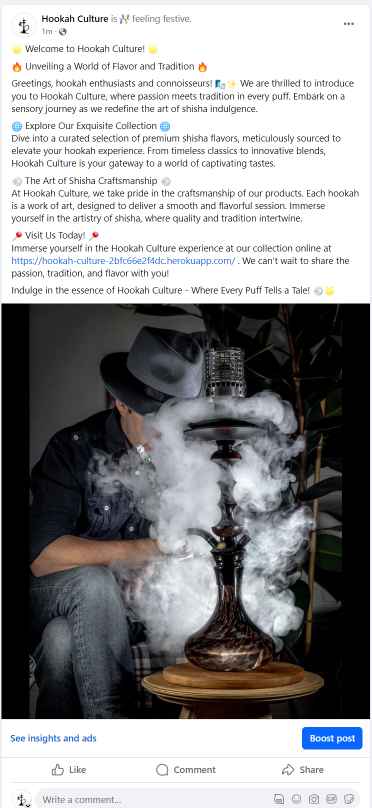 Hookah Culture is feeling festive.
1m ·
Welcome to Hookah Culture!
Unveiling a World of Flavor and Tradition
Greetings, hookah enthusiasts and connoisseurs! We are thrilled to introduce
you to Hookah Culture, where passion meets tradition in every puff. Embark on a
sensory journey as we redefine the art of shisha indulgence.
Explore Our Exquisite Collection
Dive into a curated selection of premium shisha flavors, meticulously sourced to
elevate your hookah experience. From timeless classics to innovative blends,
Hookah Culture is your gateway to a world of captivating tastes.
The Art of Shisha Craftsmanship
At Hookah Culture, we take pride in the craftsmanship of our products. Each hookah
is a work of art, designed to deliver a smooth and flavorful session. Immerse
yourself in the artistry of shisha, where quality and tradition intertwine.
Visit Us Today!
Immerse yourself in the Hookah Culture experience at our collection online at
https://hookah-culture-2bfc66e2f4dc.herokuapp.com/ . We can't wait to share the
passion, tradition, and flavor with you!
Indulge in the essence of Hookah Culture - Where Every Puff Tells a Tale!
See insights and ads
Boost post
Like
Comment
Share
Write a comment...